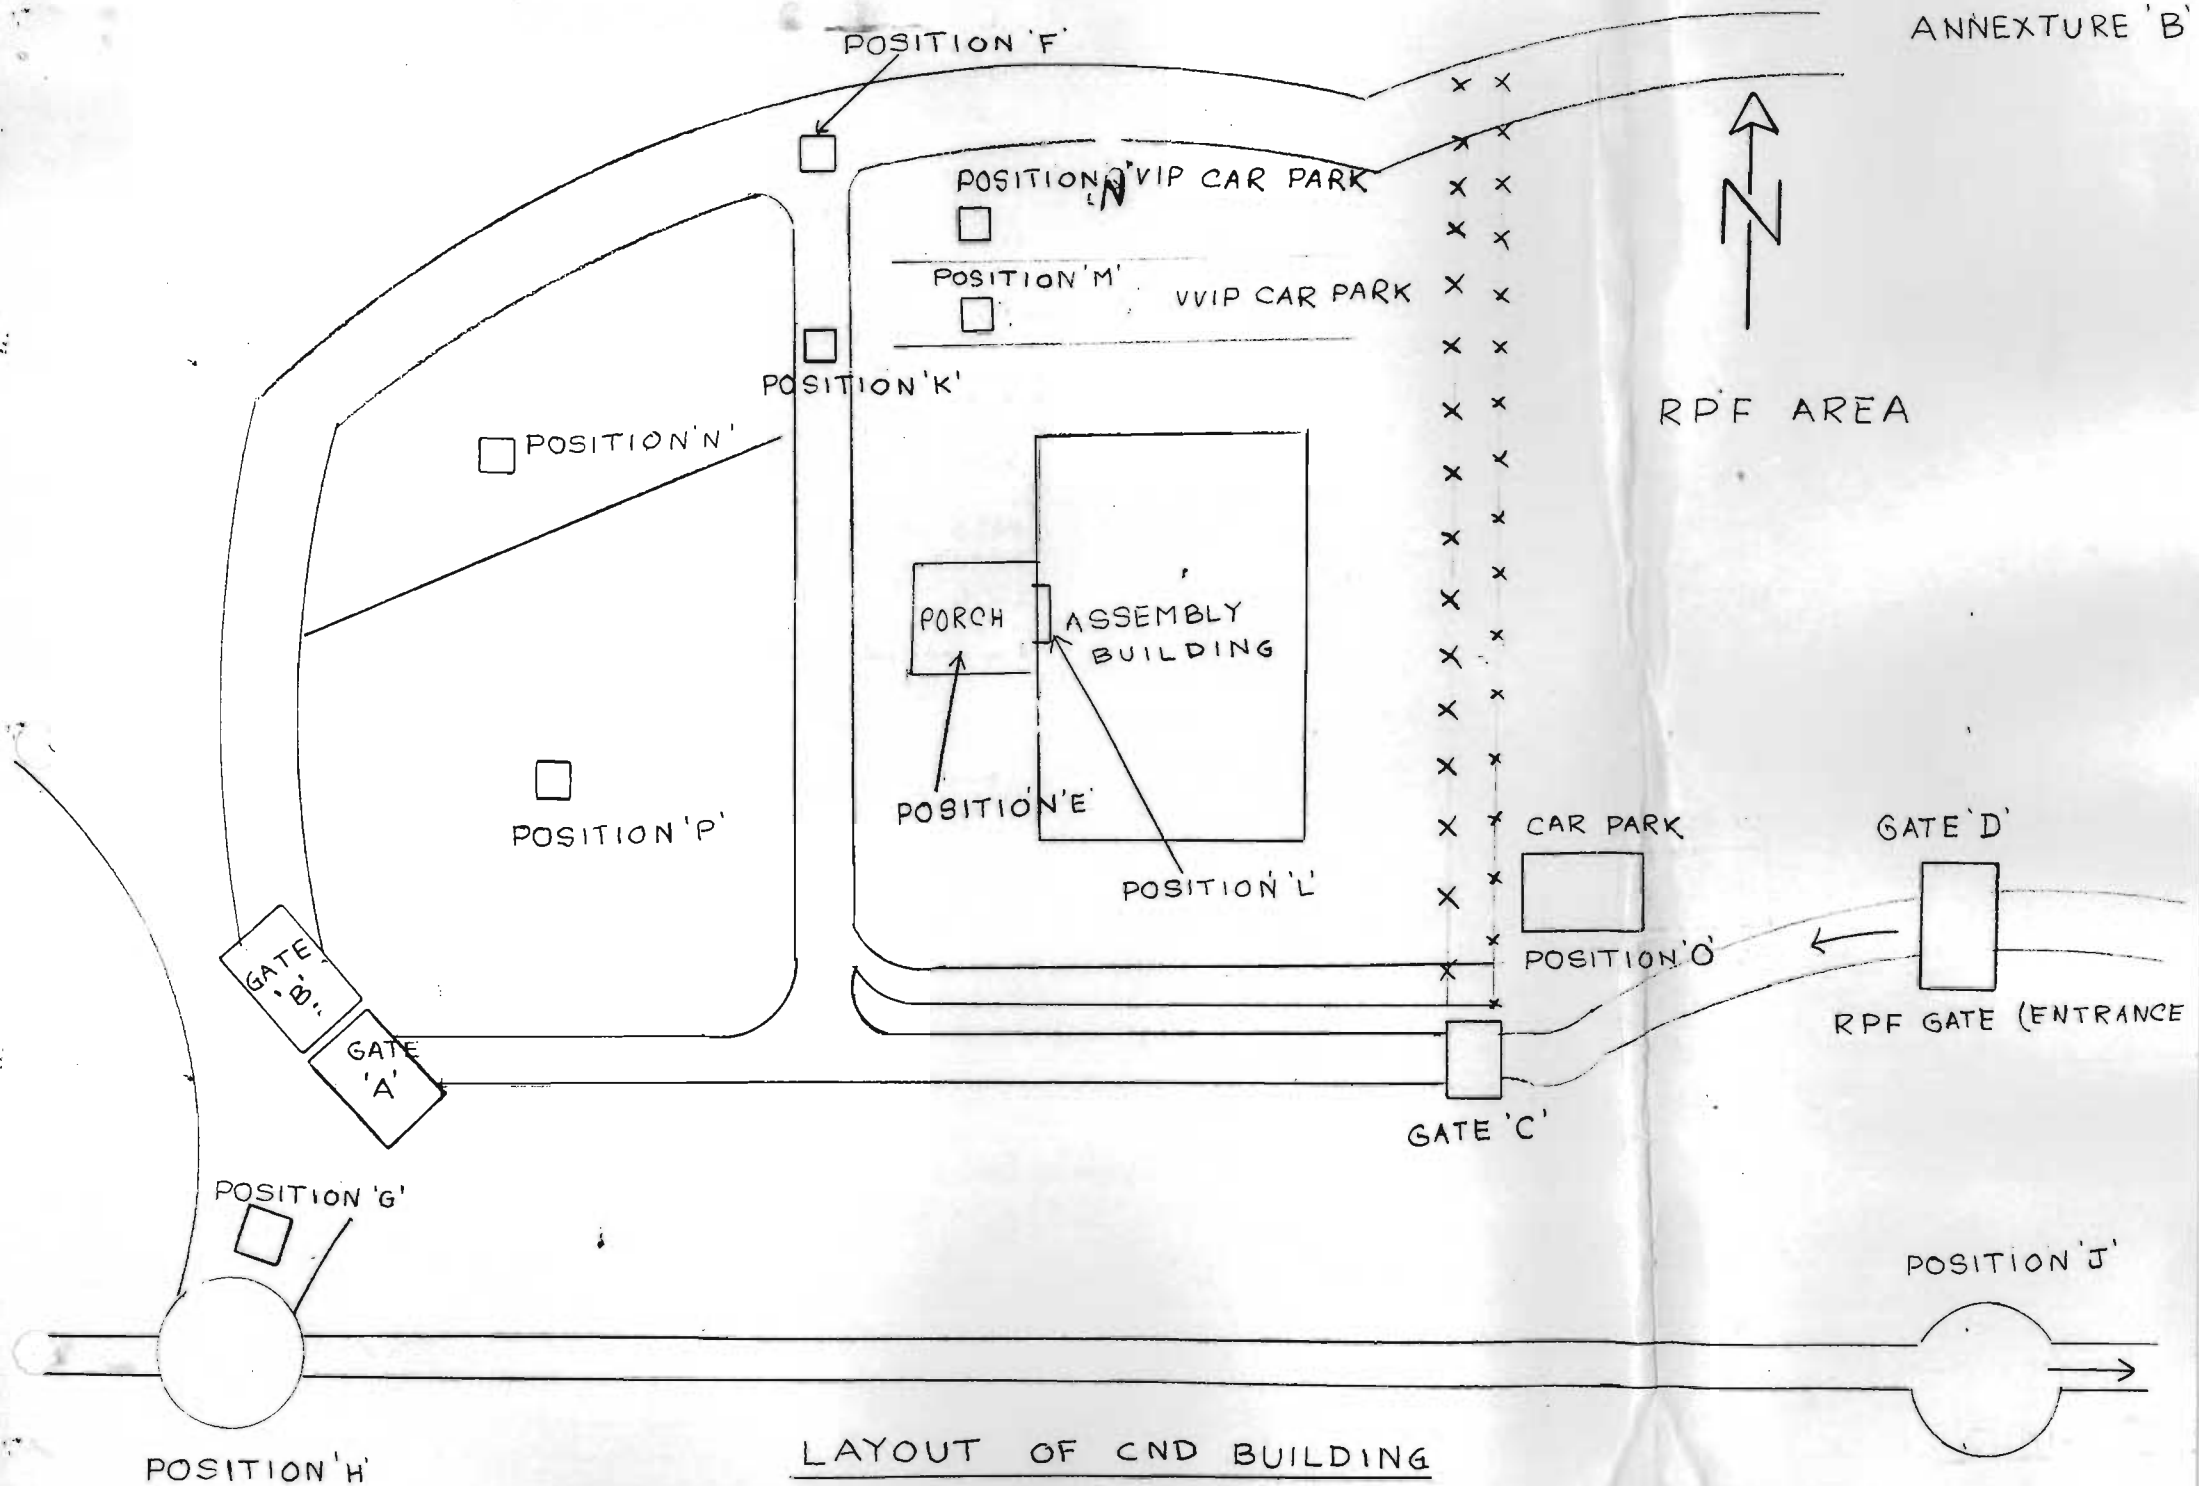 ANNEXTURE 'B'
POSITION 'F'
POSITION 'N' VIP CAR PARK
POSITION 'M' VVIP CAR PARK
N
POSITION 'K'
RPF AREA
POSITION 'N'
PORCH
ASSEMBLY
BUILDING
POSITION 'E'
POSITION 'P'
CAR PARK
GATE 'D'
POSITION 'L'
GATE
'B'
POSITION 'O'
RPF GATE (ENTRANCE
GATE
'A'
GATE 'C'
POSITION 'G'
POSITION 'J'
POSITION 'H'
LAYOUT OF CND BUILDING